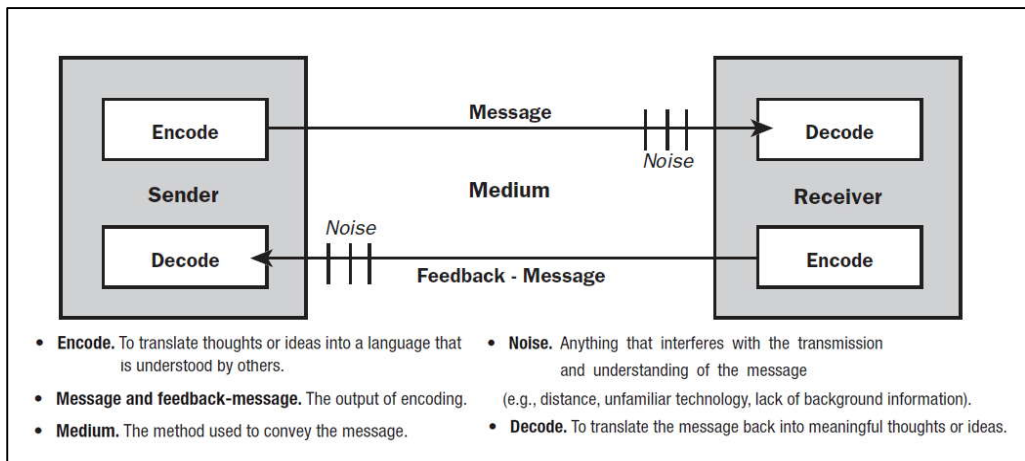 Message
Encode
Decode
Noise
Sender
Medium
Receiver
Noise
Decode
Encode
Feedback - Message
• Encode. To translate thoughts or ideas into a language that
is understood by others.
• Message and feedback-message. The output of encoding.
• Medium. The method used to convey the message.
• Noise. Anything that interferes with the transmission
and understanding of the message
(e.g., distance, unfamiliar technology, lack of background information).
• Decode. To translate the message back into meaningful thoughts or ideas.